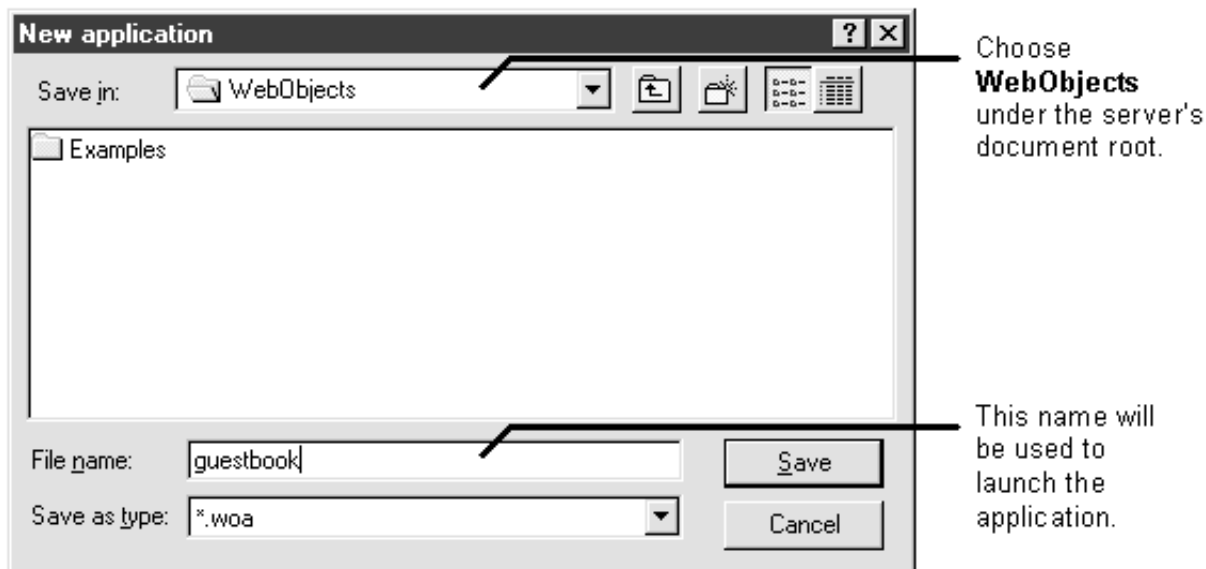 New application
Save in: WebObjects
Examples
File name: guestbook
Save
Save as type: *.woa
Cancel
Choose
WebObjects
under the server's
document root.
This name will
be used to
launch the
application.